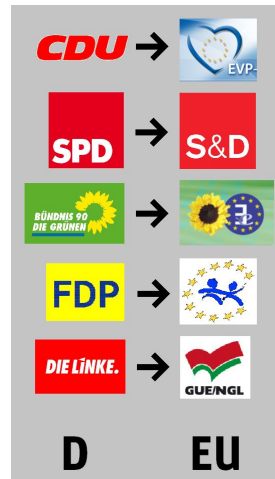 CDU
EVP-
SPD
S&D
BÜNDNIS 90
DIE GRÜNEN
FDP
DIE LINKE.
GUE/NGL
D EU